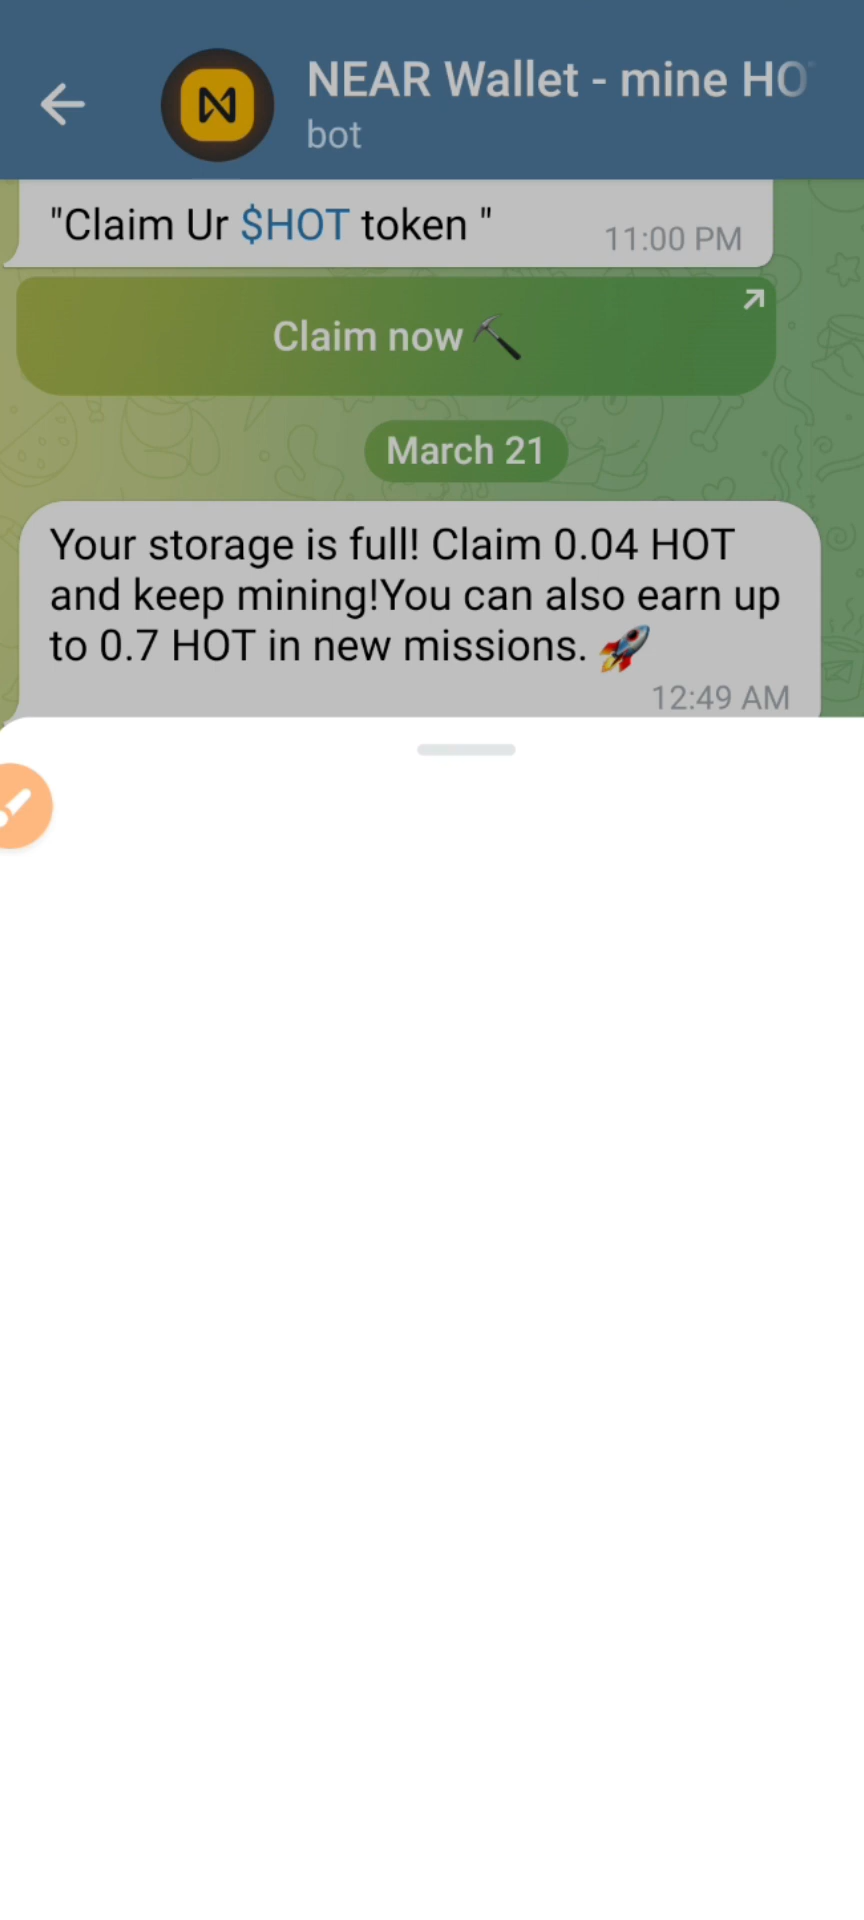 NEAR Wallet - mine HO
bot
"Claim Ur $HOT token "
11:00 PM
Claim now
March 21
Your storage is full! Claim 0.04 HOT
and keep mining!You can also earn up
to 0.7 HOT in new missions. 🚀
12:49 AM